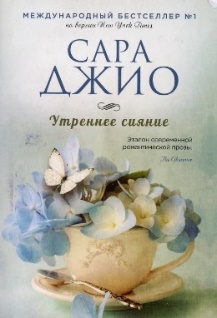 МЕЖДУНАРОДНЫЙ БЕСТСЕЛЛЕР №1
по версии New York Times
САРА
ДЖИО
Утреннее сияние
Эталон современной
романтической прозы.